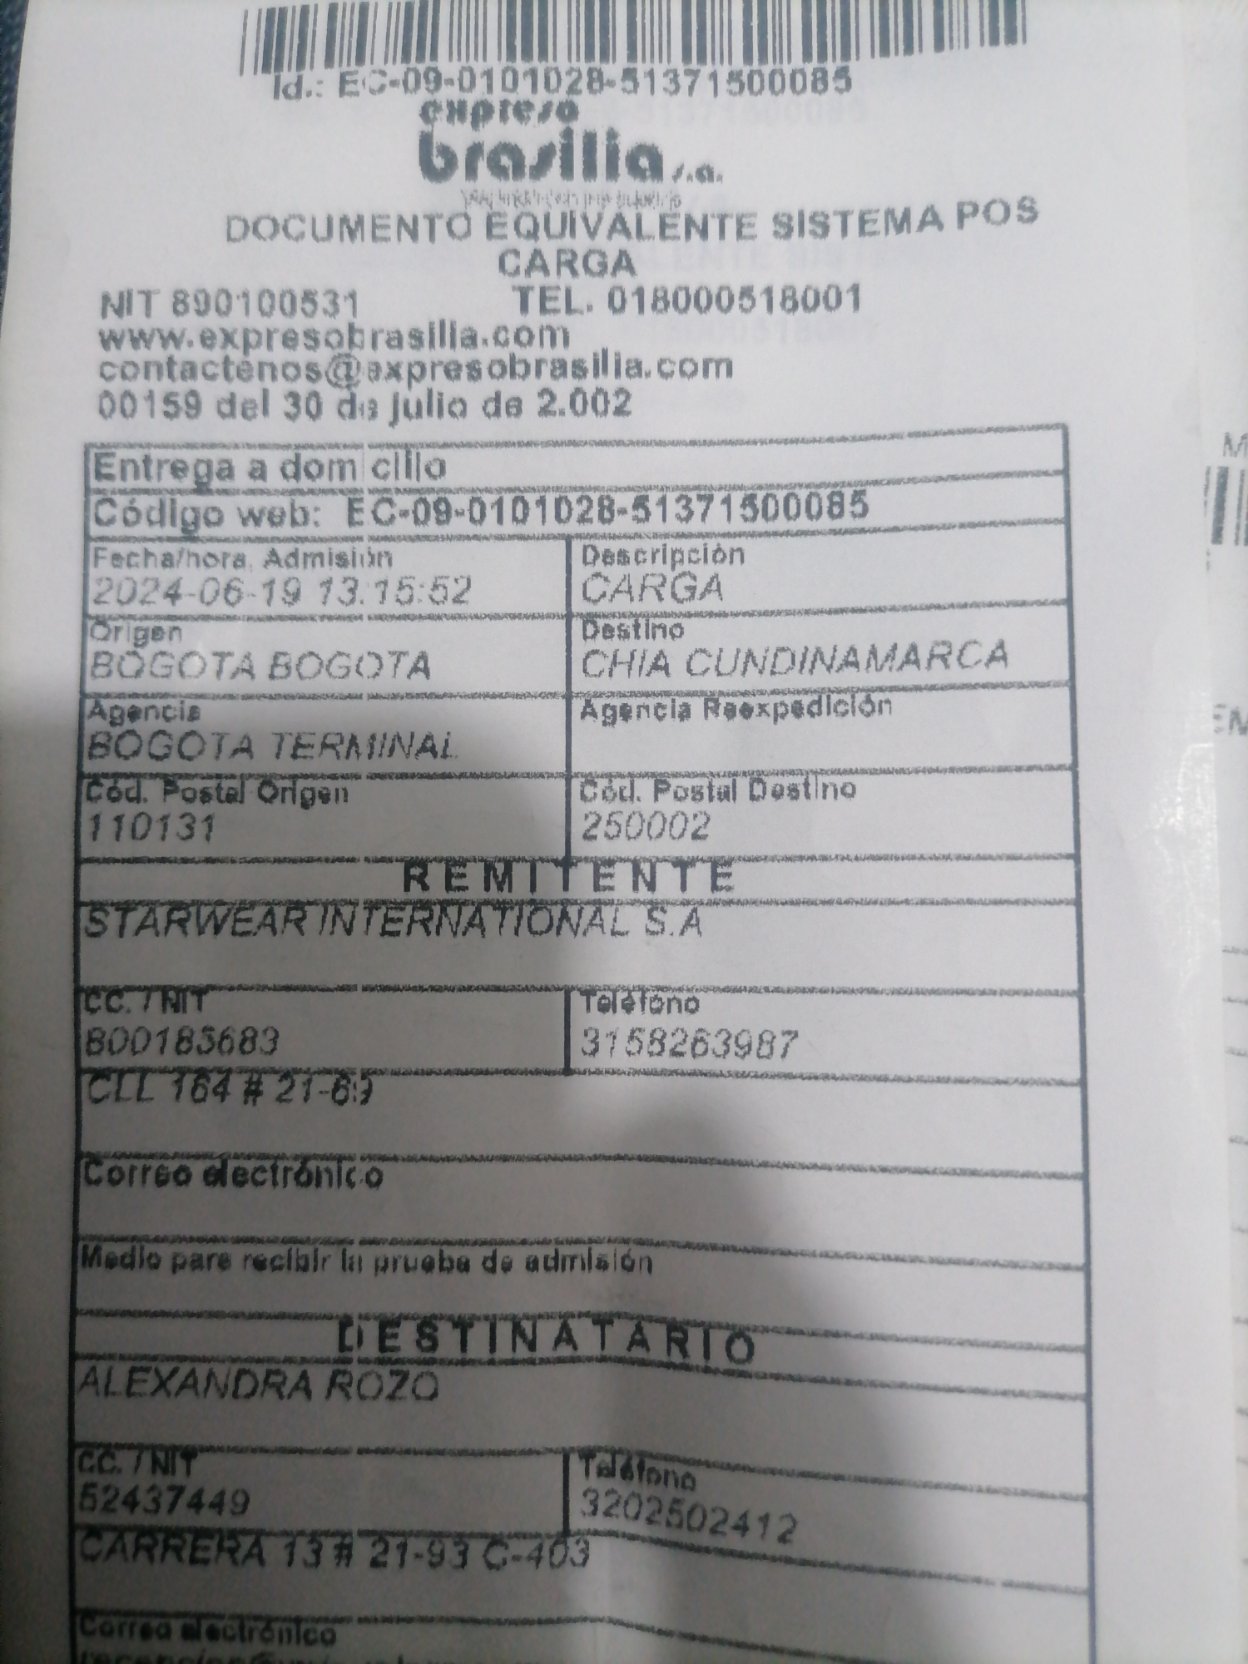 Id.: EC-09-0101028-51371500085
expreso
brasilia s.a.
DOCUMENTO EQUIVALENTE SISTEMA POS
CARGA
NIT 890100531 TEL. 018000518001
www.expresobrasilia.com
contactenos@expresobrasilia.com
00159 del 30 de julio de 2.002
Entrega a domicilio
Código web: EC-09-0101028-51371500085
Fecha/hora Admisión Descripción
2024-06-19 13:15:52 CARGA
Origen Destino
BOGOTA BOGOTA CHIA CUNDINAMARCA
Agencia Agencia Reexpedición
BOGOTA TERMINAL
Cód. Postal Origen Cód. Postal Destino
110131 250002
REMITENTE
STARWEAR INTERNATIONAL S.A
CC. / NIT Teléfono
800183683 3158263987
CLL 164 # 21-69
Correo electrónico
Medio para recibir la prueba de admisión
DESTINATARIO
ALEXANDRA ROZO
CC. / NIT Teléfono
52437449 3202502412
CARRERA 13 # 21-93 C-403
Correo electrónico